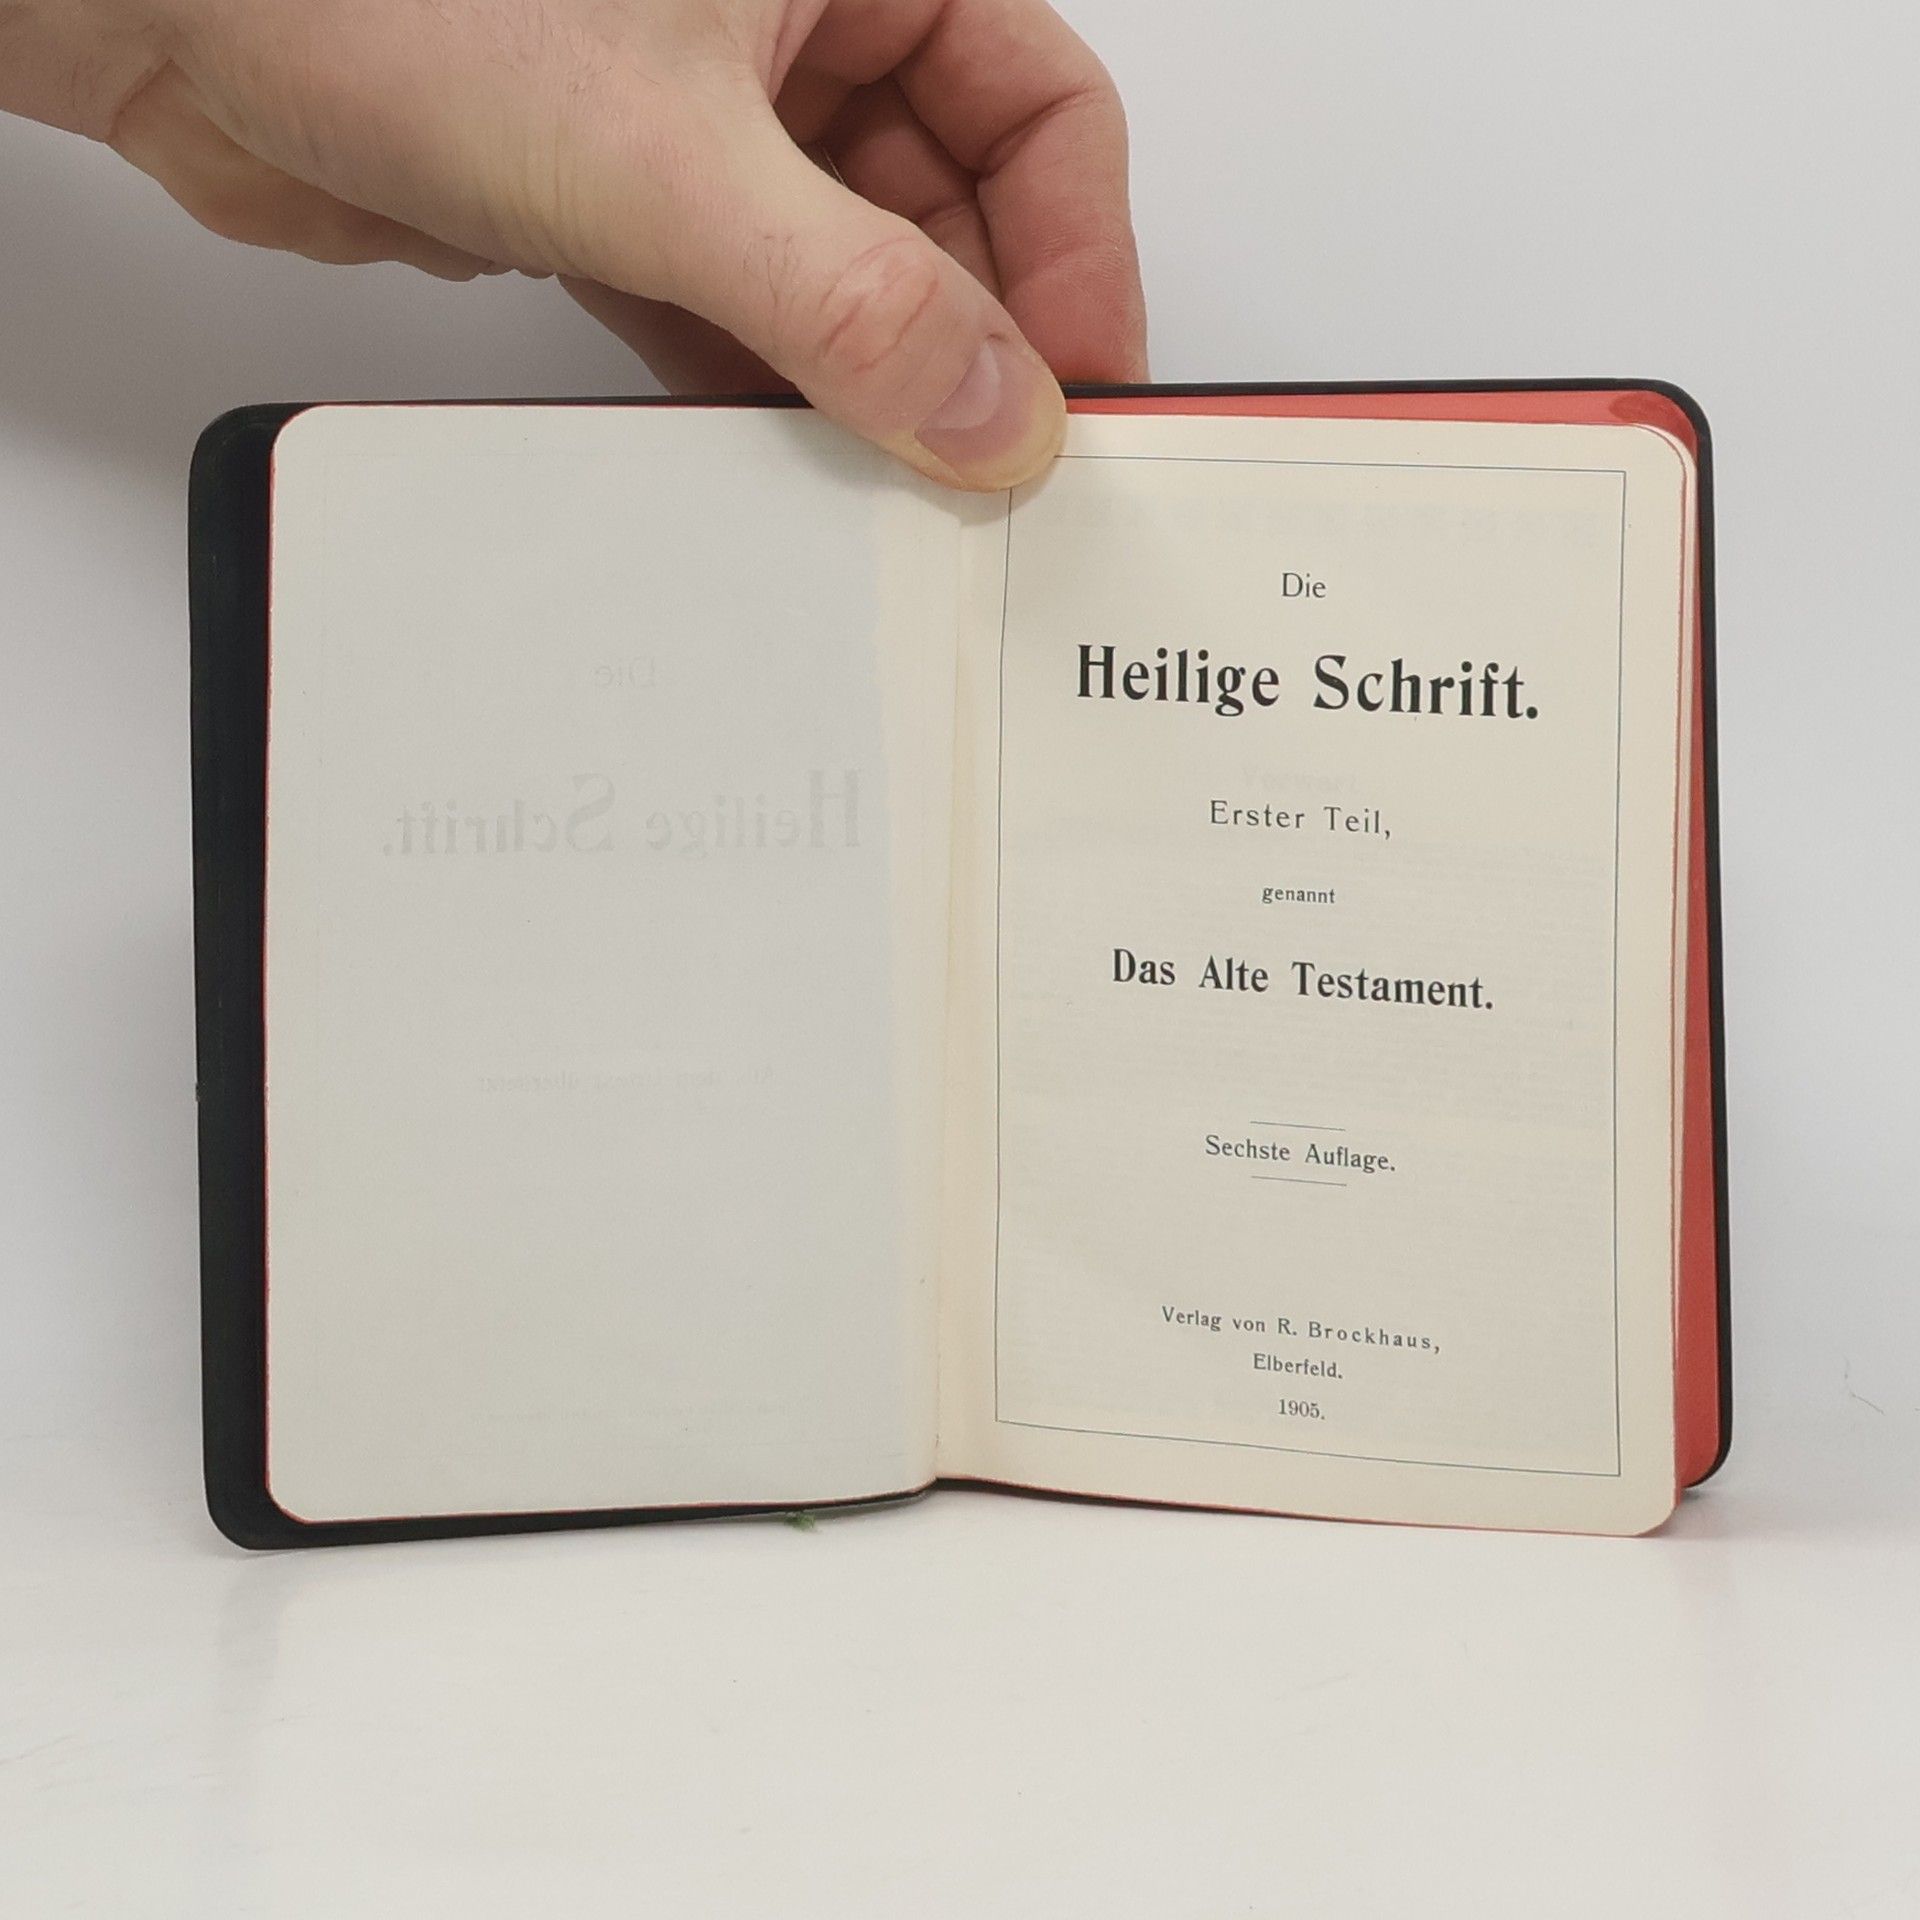 Die
Heilige Schrift.
Erster Teil,
genannt
Das Alte Testament.
Sechste Auflage.
Verlag von R. Brockhaus,
Elberfeld.
1905.